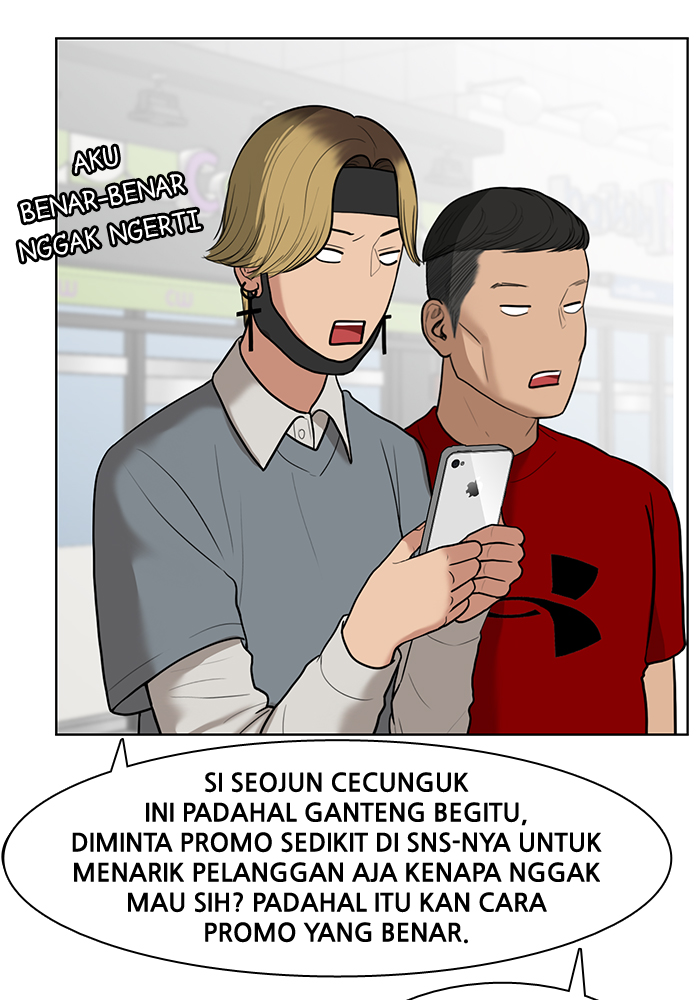 AKU
BENAR-BENAR
NGGAK NGERTI
SI SEOJUN CECUNGUK
INI PADAHAL GANTENG BEGITU,
DIMINTA PROMO SEDIKIT DI SNS-NYA UNTUK
MENARIK PELANGGAN AJA KENAPA NGGAK
MAU SIH? PADAHAL ITU KAN CARA
PROMO YANG BENAR.